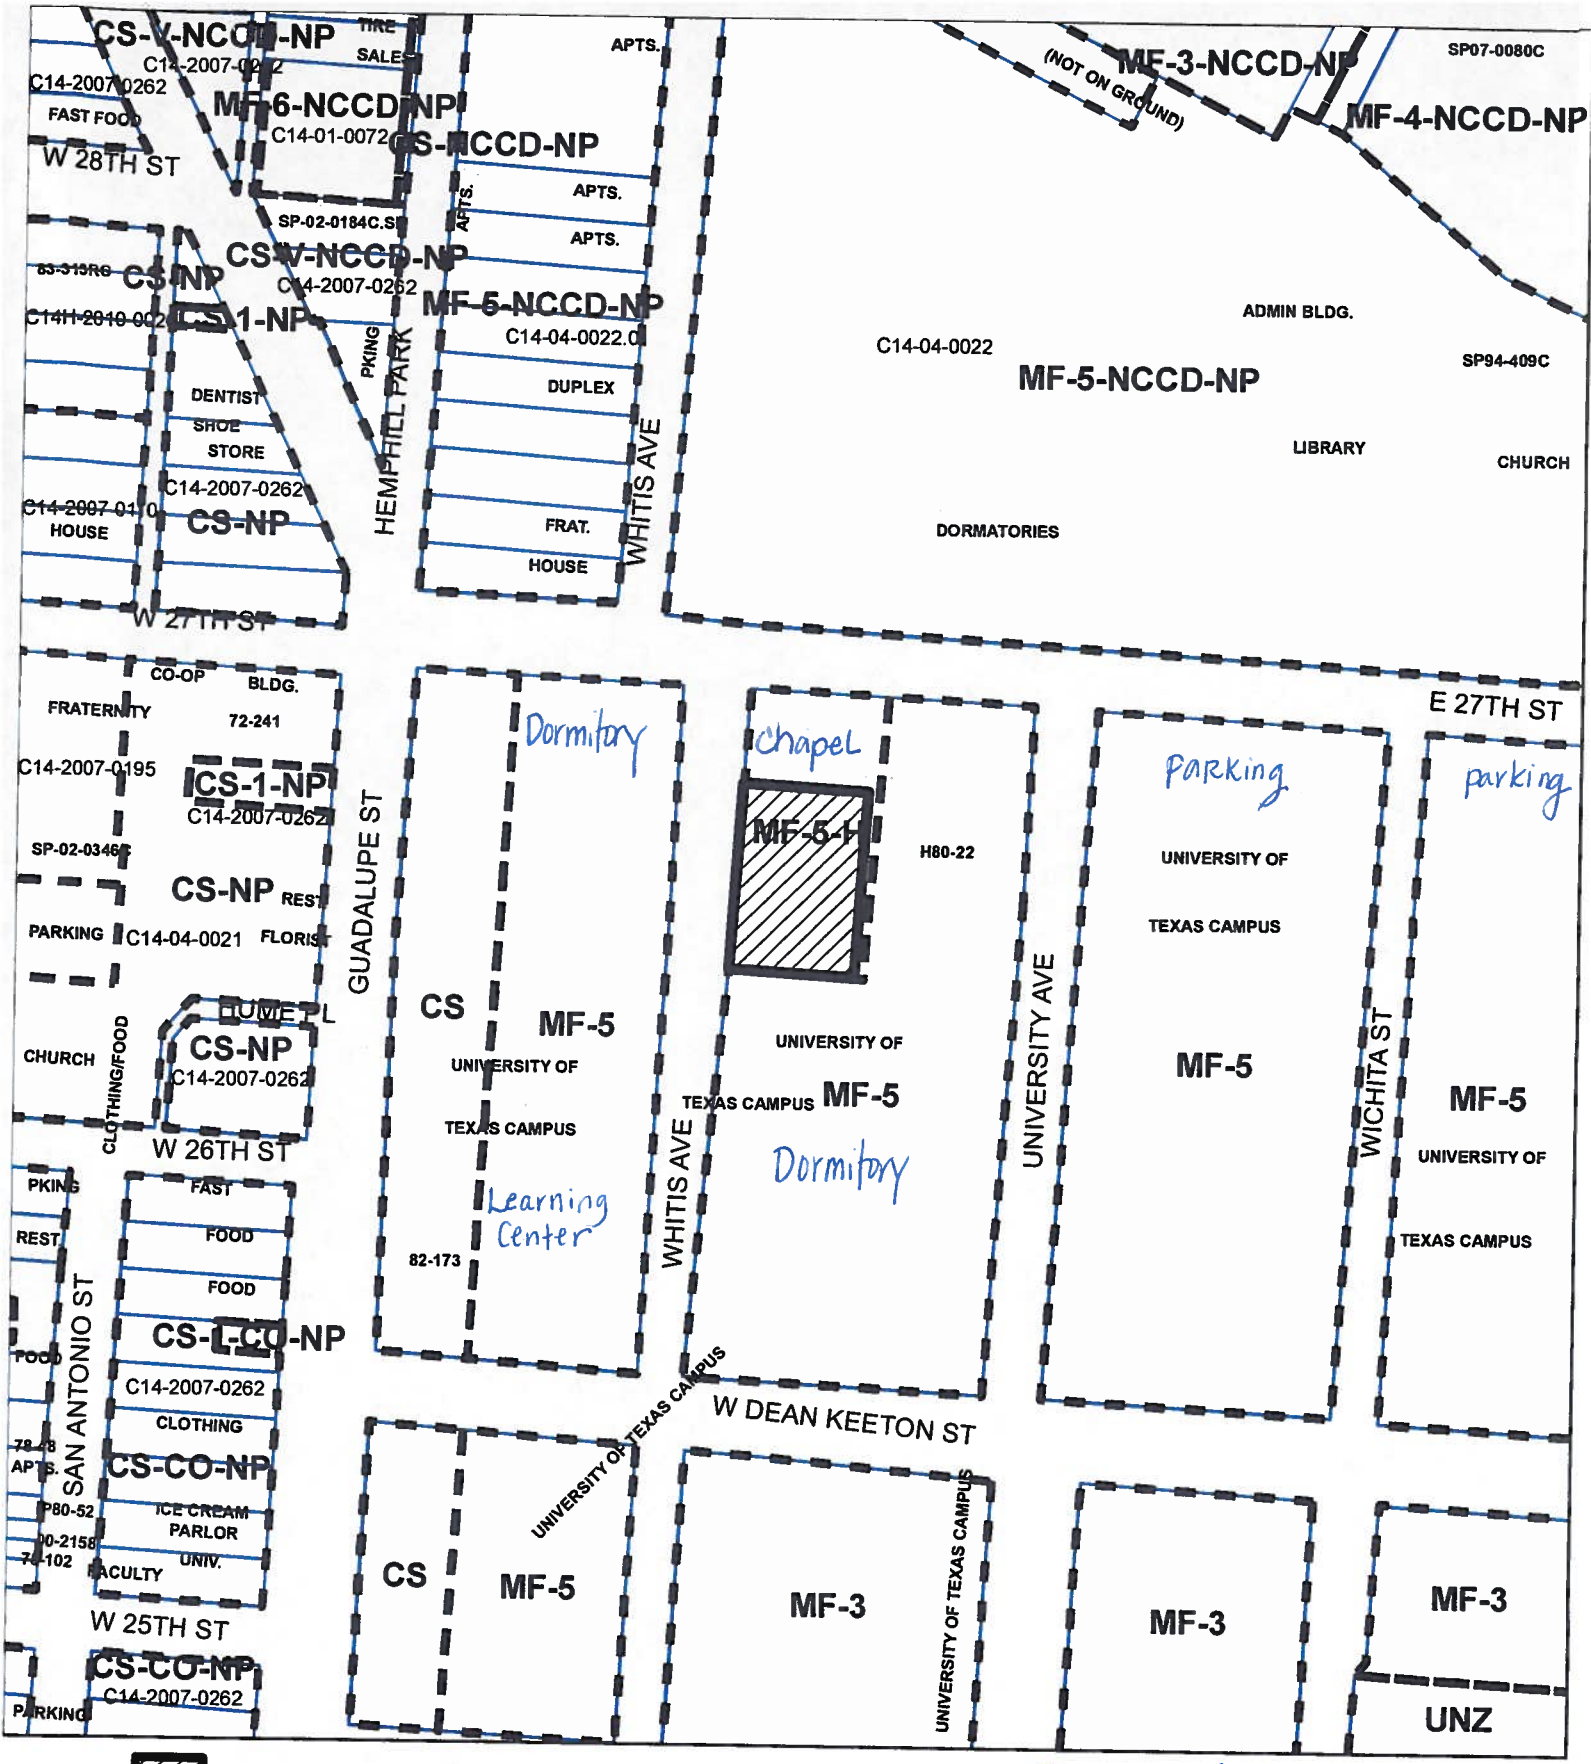 CS-V-NCCD-NP
TIRE
SALES
APTS.
C14-2007-0262
C14-2007-0262
(NOT ON GROUND)
MF-3-NCCD-NP
SP07-0080C
FAST FOOD
MF-6-NCCD-NP
C14-01-0072
CS-NCCD-NP
MF-4-NCCD-NP
W 28TH ST
APTS.
APTS.
SP-02-0184C.S
APTS.
CS-V-NCCD-NP
C14-2007-0262
83-313RG
CS-NP
CS-1-NP
MF-5-NCCD-NP
C14-04-0022.0
PKING
HEMPHILL PARK
DUPLEX
WHITIS AVE
C14-04-0022
MF-5-NCCD-NP
ADMIN BLDG.
SP94-409C
LIBRARY
CHURCH
DORMATORIES
DENTIST
SHOE
STORE
C14-2007-0262
CS-NP
HOUSE
FRAT.
HOUSE
W 27TH ST
E 27TH ST
CO-OP
BLDG.
FRATERNITY
72-241
C14-2007-0195
CS-1-NP
C14-2007-0262
SP-02-0346C
CS-NP
REST
PARKING
C14-04-0021
FLORIST
GUADALUPE ST
Dormitory
Chapel
PARKING
parking
MF-5-H
H80-22
UNIVERSITY OF
TEXAS CAMPUS
HUME PL
CHURCH
CLOTHING/FOOD
CS-NP
C14-2007-0262
CS
MF-5
UNIVERSITY OF
TEXAS CAMPUS
UNIVERSITY OF
TEXAS CAMPUS
MF-5
Dormitory
UNIVERSITY AVE
MF-5
WICHITA ST
MF-5
UNIVERSITY OF
TEXAS CAMPUS
W 26TH ST
WHITIS AVE
Learning
Center
82-173
PKING
REST
FAST
FOOD
FOOD
CS-1-CO-NP
FOOD
SAN ANTONIO ST
C14-2007-0262
CLOTHING
APTS.
CS-CO-NP
P80-52
ICE CREAM
PARLOR
00-2158
UNIV.
FACULTY
W DEAN KEETON ST
UNIVERSITY OF TEXAS CAMPUS
CS
MF-5
MF-3
UNIVERSITY OF TEXAS CAMPUS
MF-3
MF-3
UNZ
W 25TH ST
CS-CO-NP
C14-2007-0262
PARKING